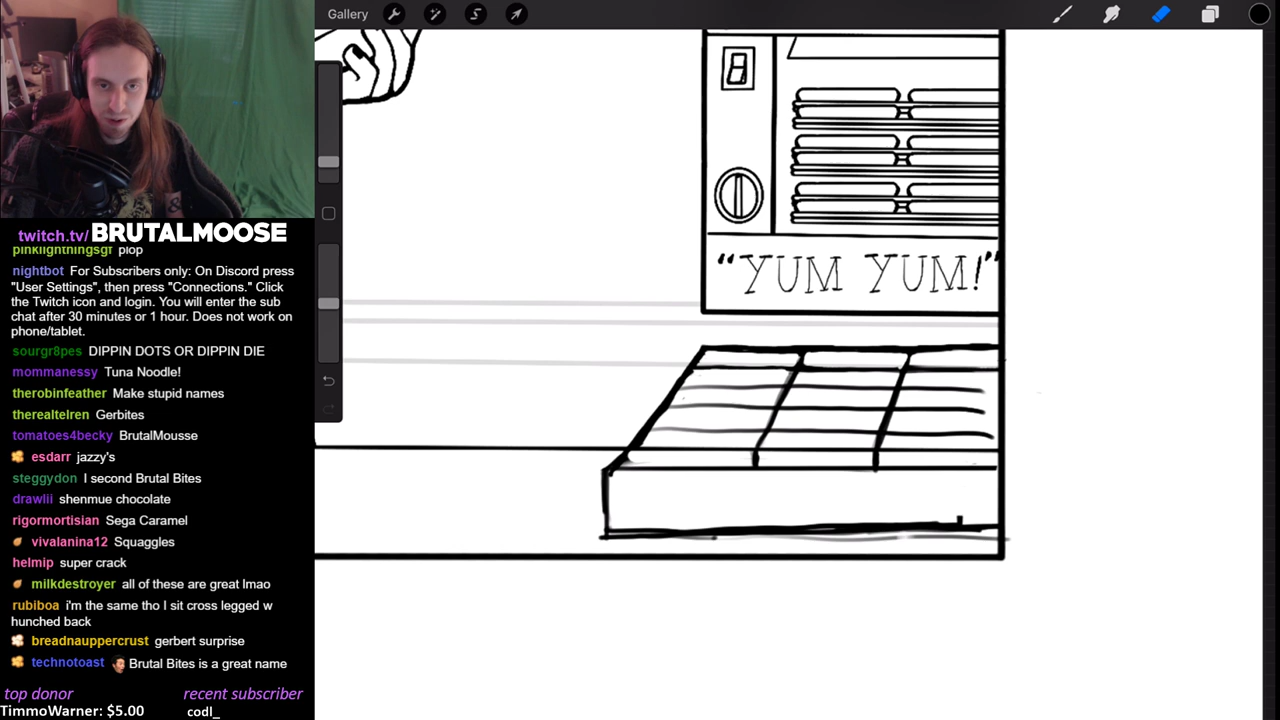 Gallery
8
"YUM YUM!"
twitch.tv/BRUTALMOOSE
pinklightningsgf plop
nightbot For Subscribers only: On Discord press
"User Settings", then press "Connections." Click
the Twitch icon and login. You will enter the sub
chat after 30 minutes or 1 hour. Does not work on
phone/tablet.
sourgr8pes DIPPIN DOTS OR DIPPIN DIE
mommanessy Tuna Noodle!
therobinfeather Make stupid names
therealtelren Gerbites
tomatoes4becky BrutalMousse
esdarr jazzy's
steggydon I second Brutal Bites
drawlii shenmue chocolate
rigormortisian Sega Caramel
vivalanina12 Squaggles
helmip super crack
milkdestroyer all of these are great lmao
rubiboa i'm the same tho I sit cross legged w
hunched back
breadnauppercrust gerbert surprise
technotoast Brutal Bites is a great name
top donor
TimmoWarner: $5.00
recent subscriber
codl_